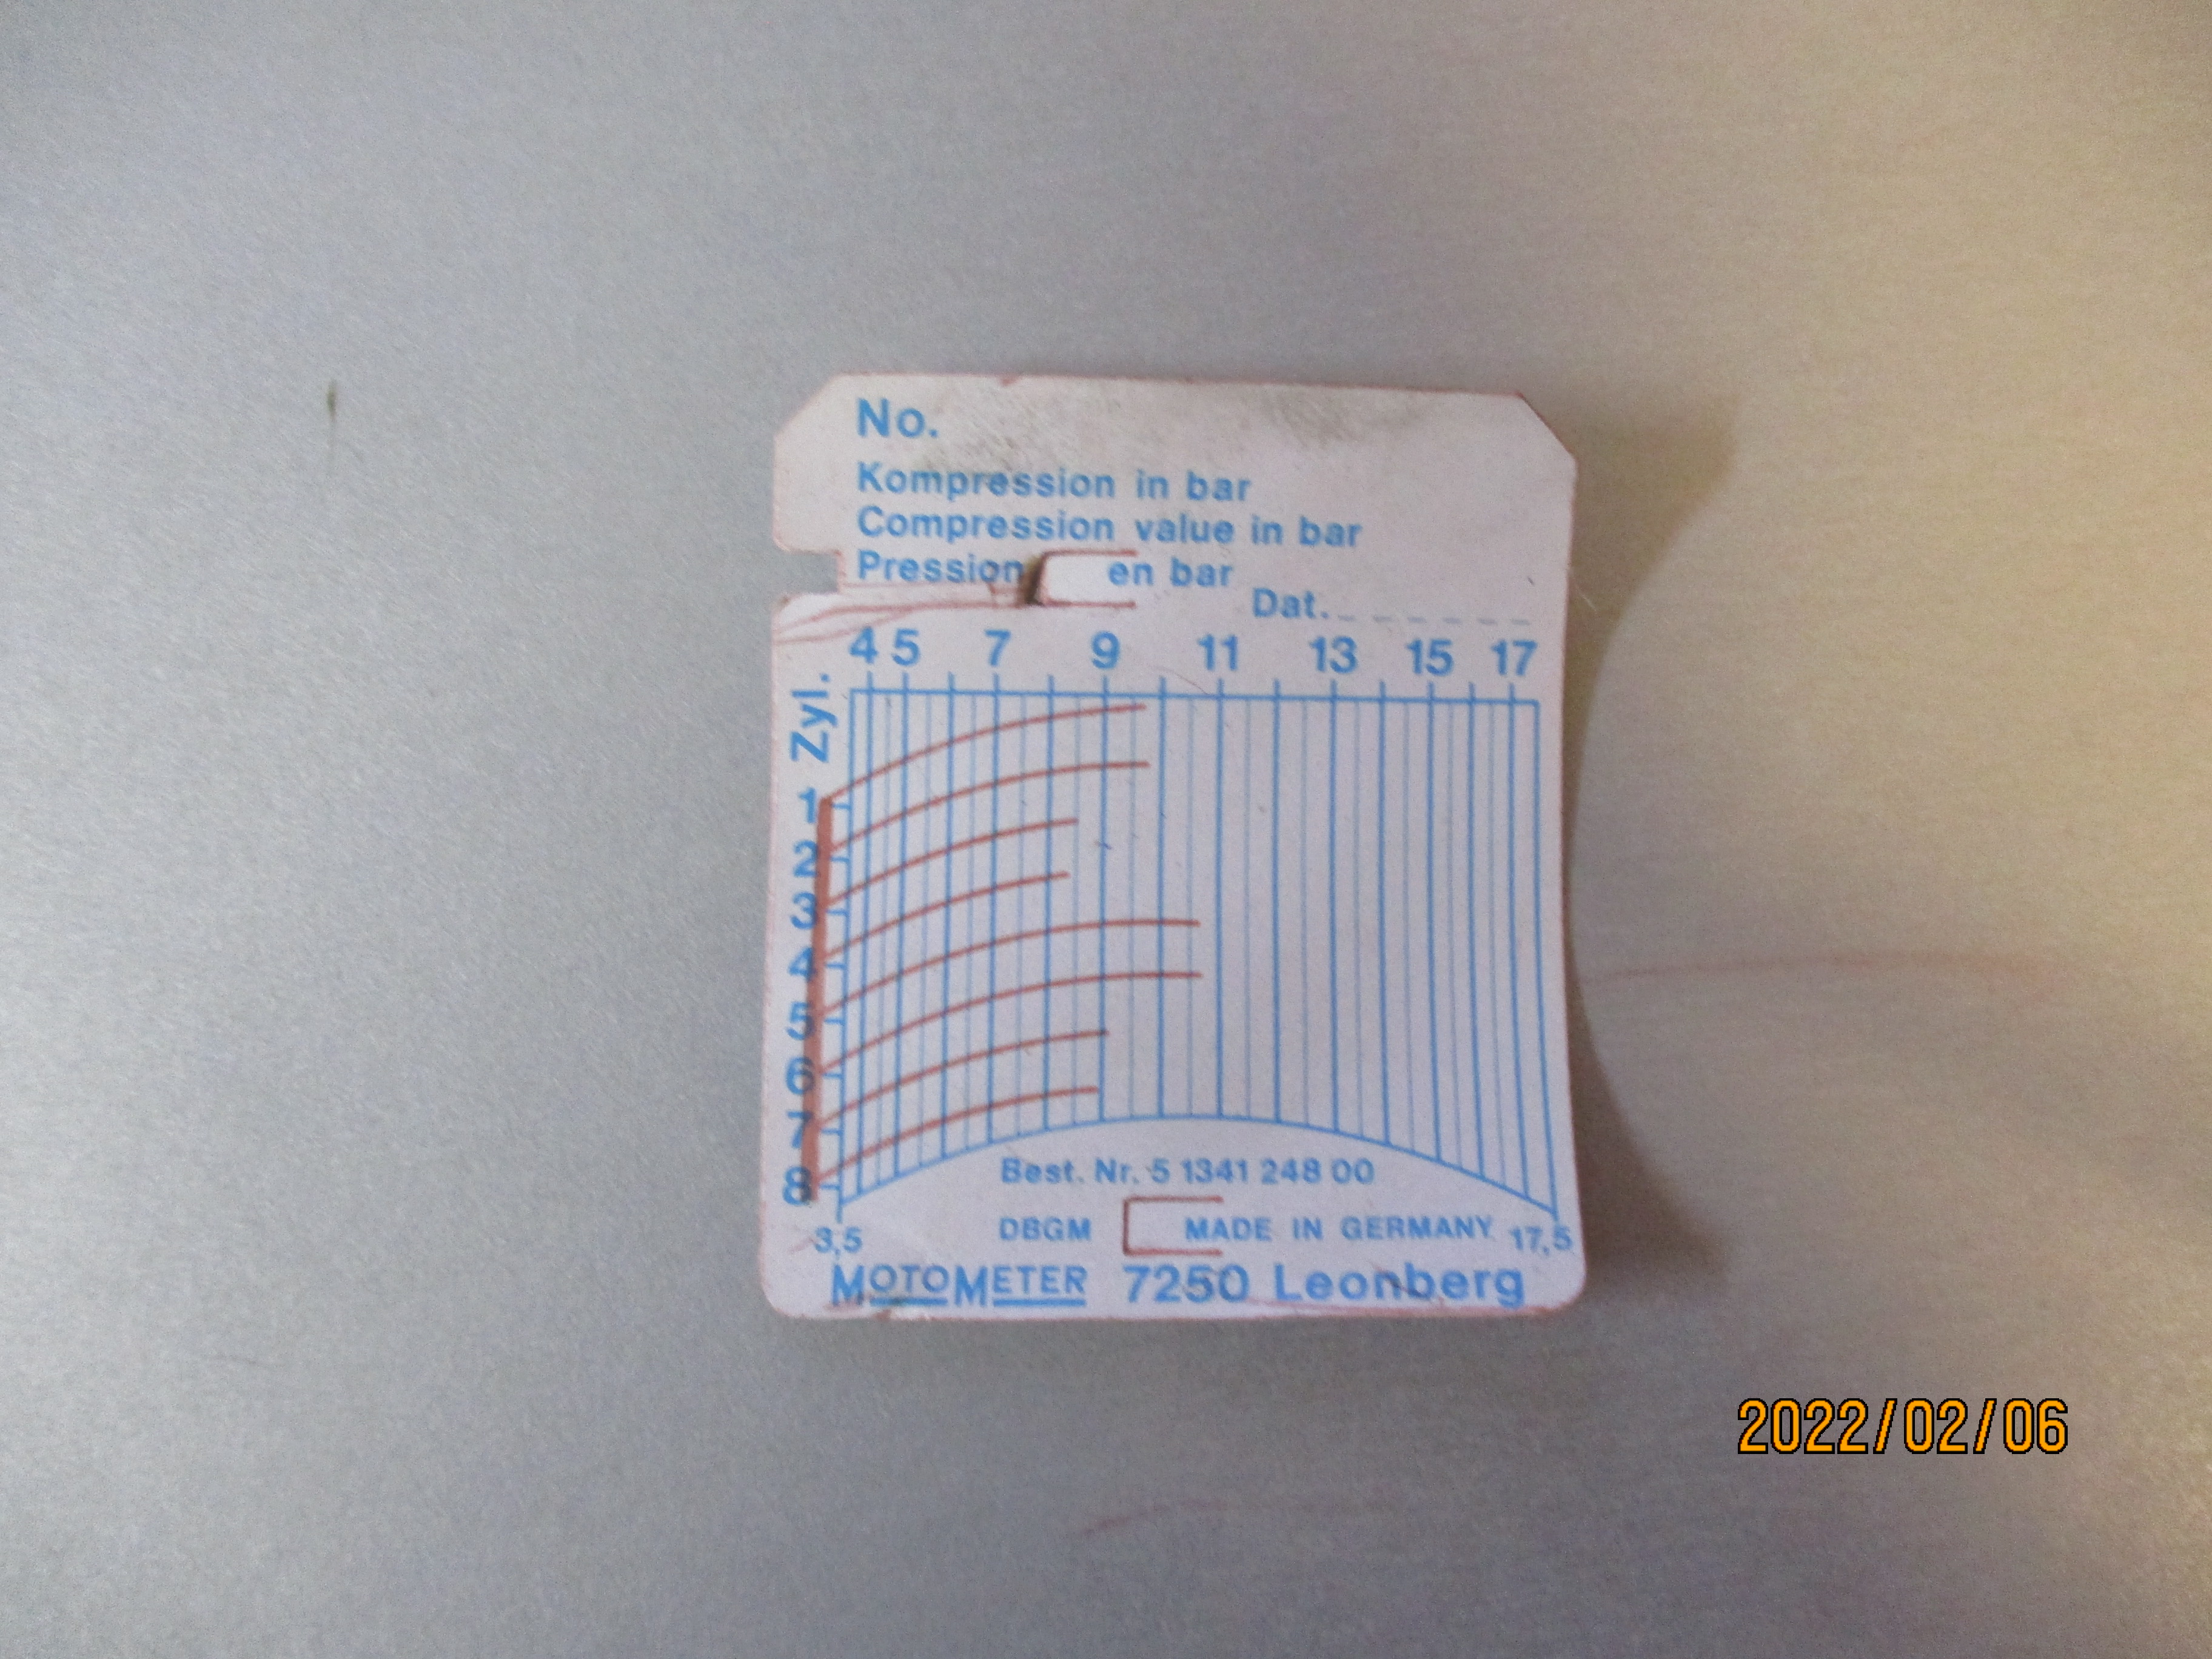 No.
Kompression in bar
Compression value in bar
Pression en bar
Dat.
4 5 7 9 11 13 15 17
Zyl.
1
2
3
4
5
6
7
8
Best. Nr. 5 1341 248 00
3,5 DBGM MADE IN GERMANY 17,5
MOTOMETER 7250 Leonberg
2022/02/06